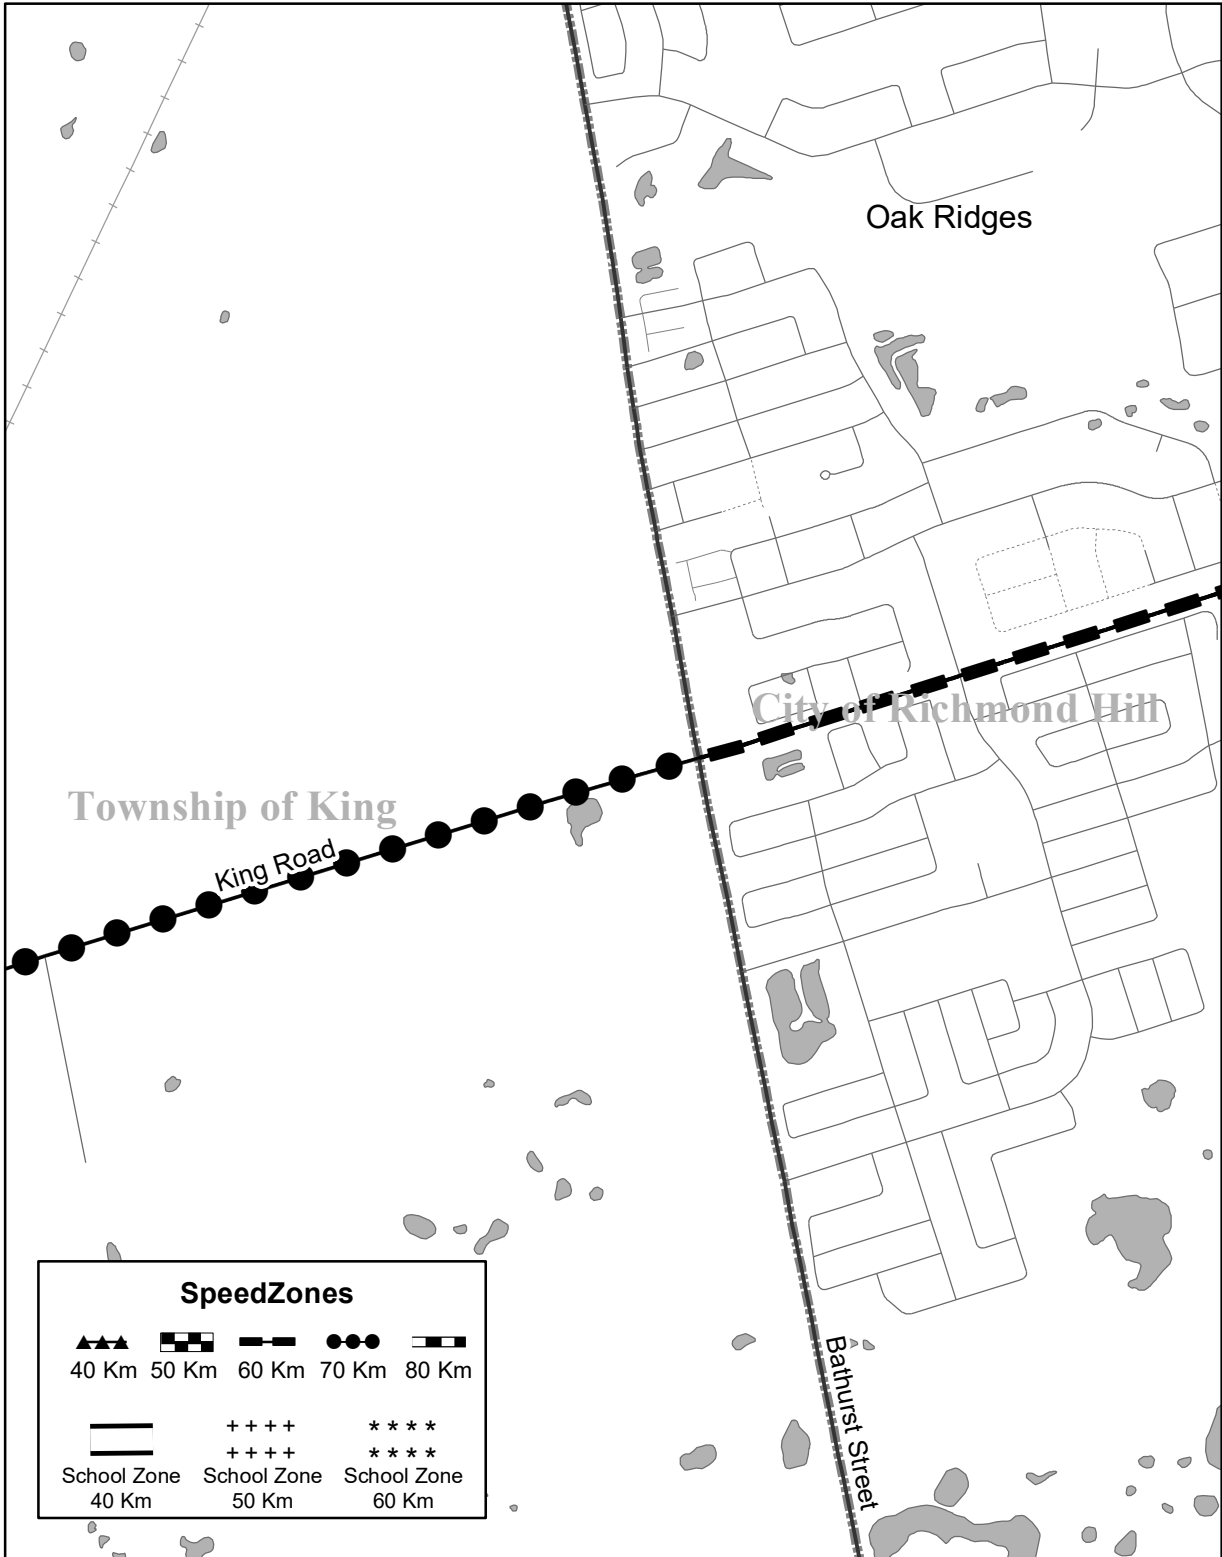 Oak Ridges
City of Richmond Hill
Township of King
King Road
Bathurst Street
SpeedZones
40 Km 50 Km 60 Km 70 Km 80 Km
++++ ****
++++ ****
School Zone School Zone School Zone
40 Km 50 Km 60 Km